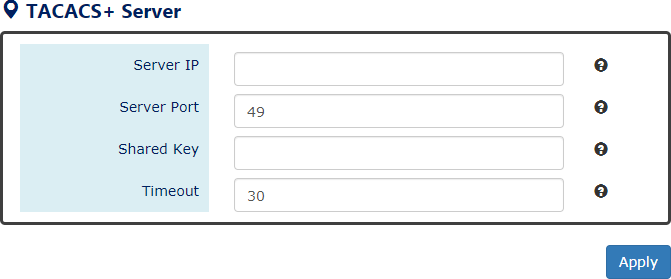 TACACS+ Server
Server IP
Server Port 49
Shared Key
Timeout 30
Apply